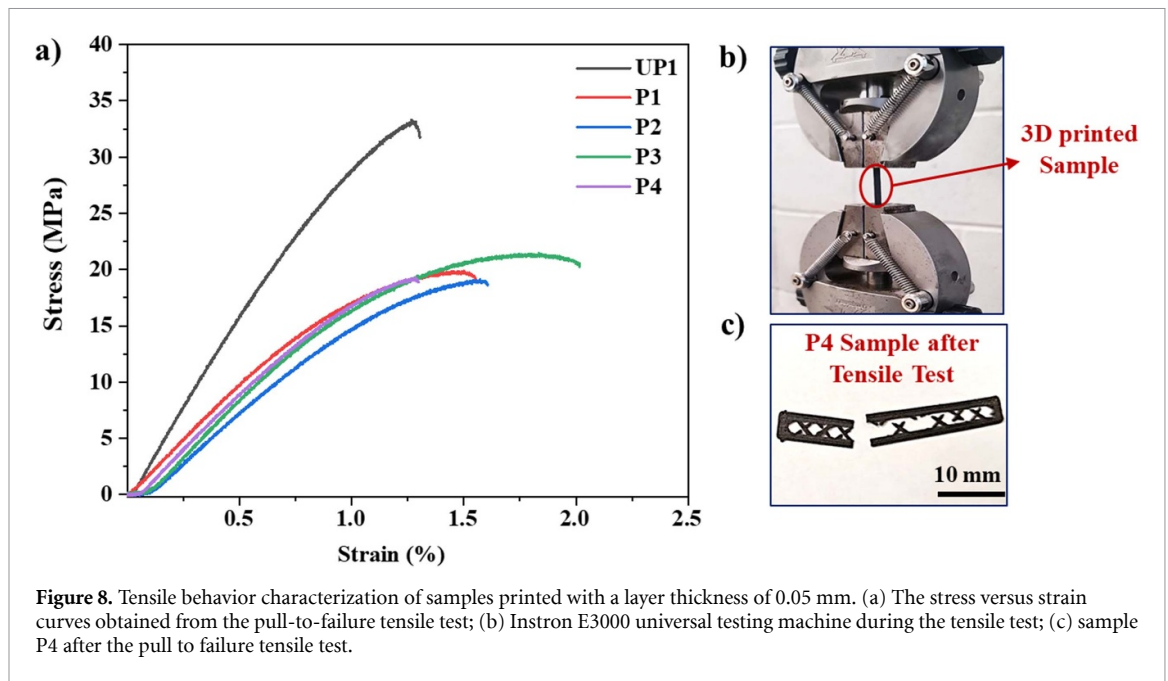 a)
40
35
30
25
20
15
10
5
0
Stress (MPa)
0.5 1.0 1.5 2.0 2.5
Strain (%)
UP1
P1
P2
P3
P4
b)
3D printed
Sample
c)
P4 Sample after
Tensile Test
10 mm
Figure 8. Tensile behavior characterization of samples printed with a layer thickness of 0.05 mm. (a) The stress versus strain
curves obtained from the pull-to-failure tensile test; (b) Instron E3000 universal testing machine during the tensile test; (c) sample
P4 after the pull to failure tensile test.